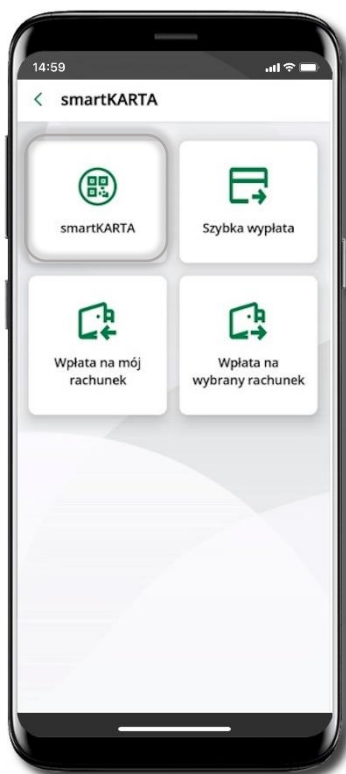 14:59
smartKARTA
smartKARTA
Szybka wypłata
Wpłata na mój
rachunek
Wpłata na
wybrany rachunek